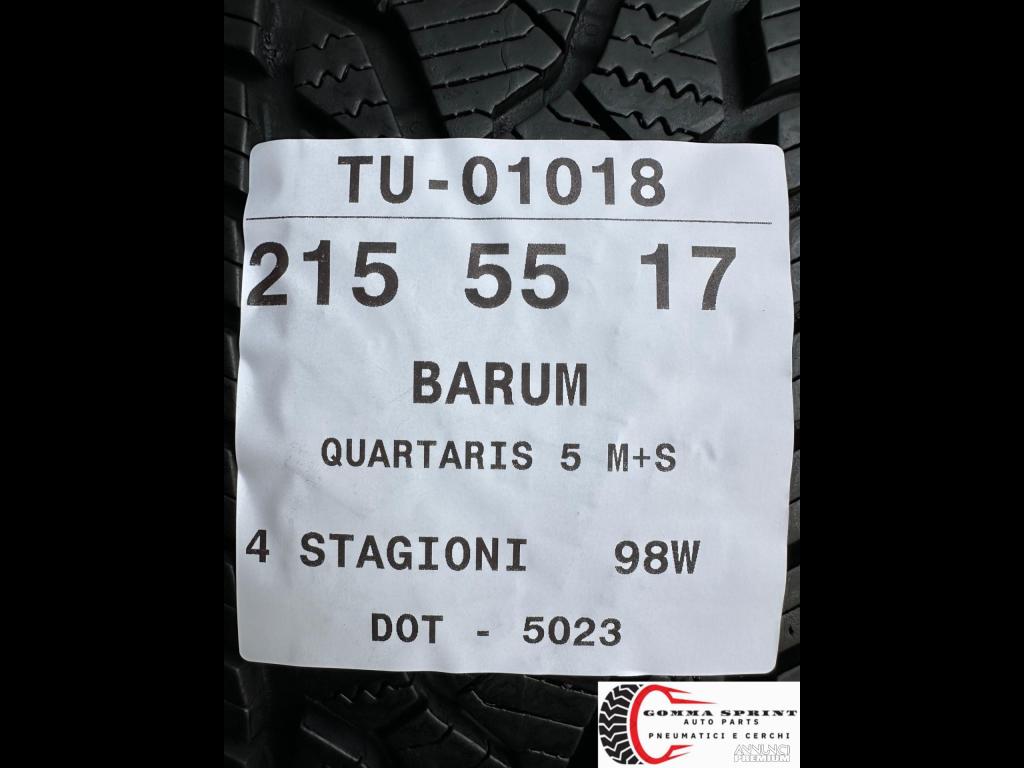 TU-01018
215 55 17
BARUM
QUARTARIS 5 M+S
4 STAGIONI 98W
DOT - 5023
GOMMA SPRINT
AUTO PARTS
PNEUMATICI E CERCHI
ANNUNCI
PREMIUM